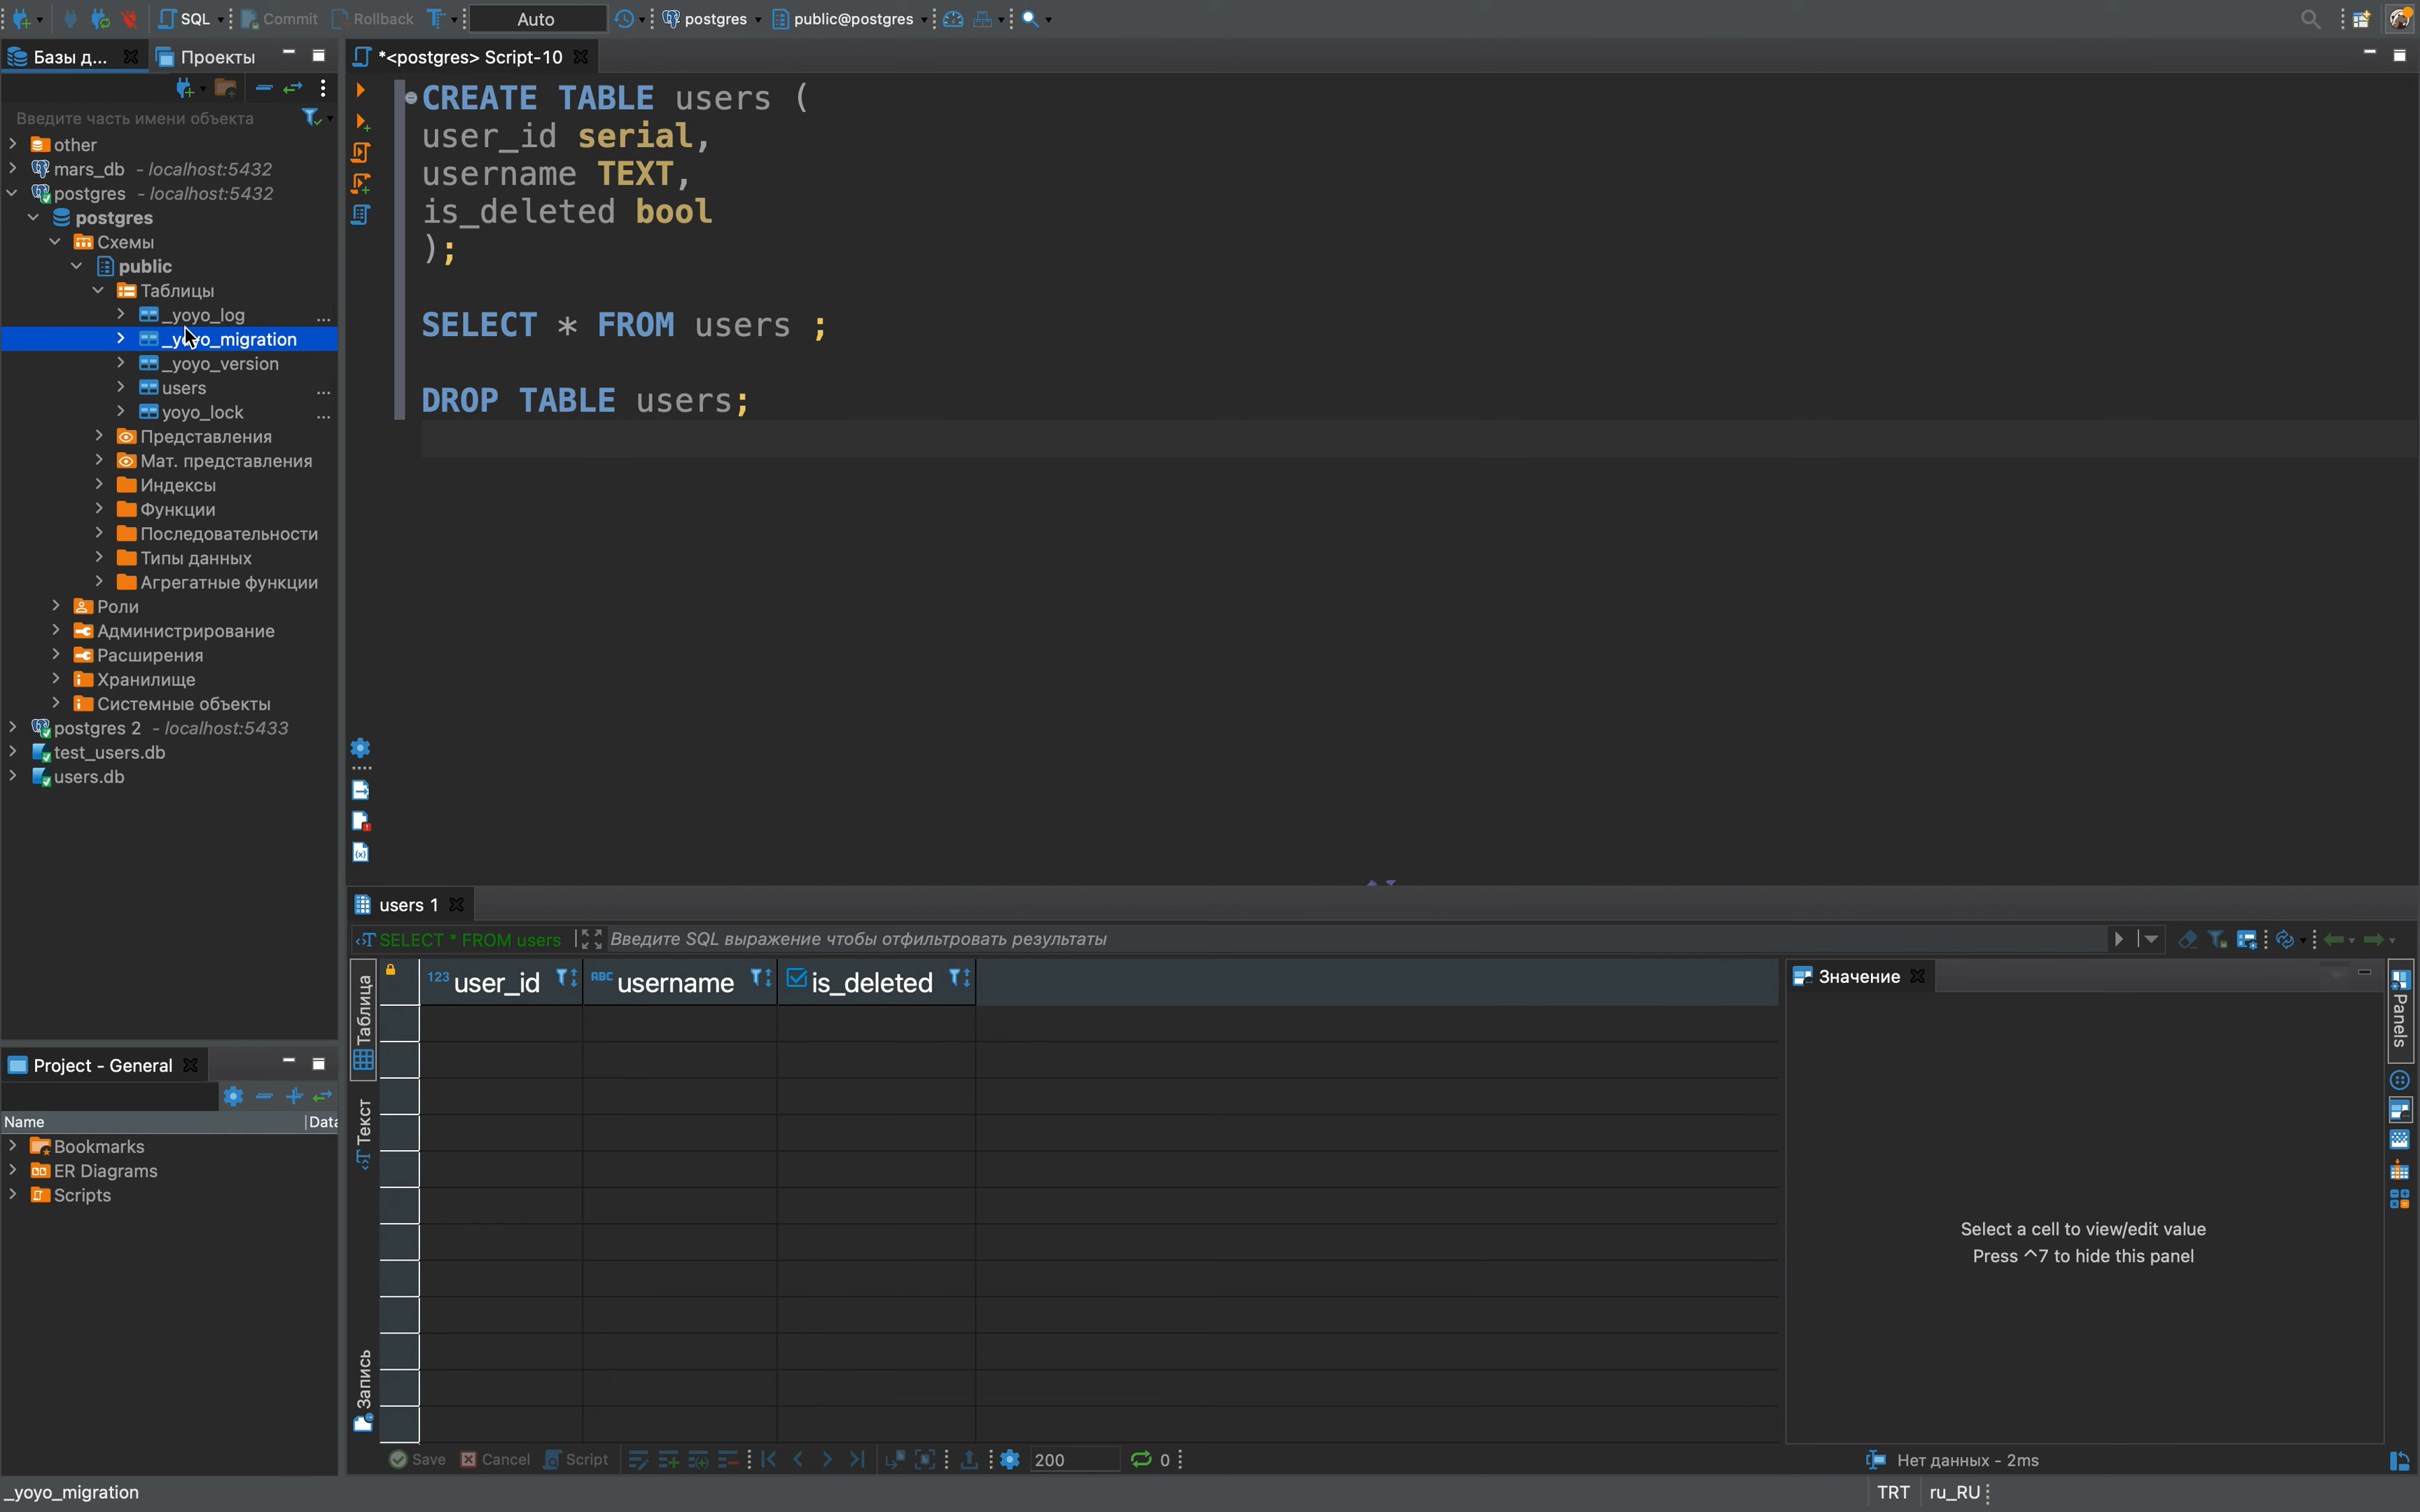 SQL
Commit
Rollback
Auto
postgres
public@postgres
Базы д...
Проекты
*<postgres> Script-10
Введите часть имени объекта
other
mars_db - localhost:5432
postgres - localhost:5432
postgres
Схемы
public
Таблицы
_yoyo_log ...
_yoyo_migration
_yoyo_version
users ...
yoyo_lock ...
Представления
Мат. представления
Индексы
Функции
Последовательности
Типы данных
Агрегатные функции
Роли
Администрирование
Расширения
Хранилище
Системные объекты
postgres 2 - localhost:5433
test_users.db
users.db
CREATE TABLE users (
user_id serial,
username TEXT,
is_deleted bool
);
SELECT * FROM users ;
DROP TABLE users;
Project - General
Name
Data
Bookmarks
ER Diagrams
Scripts
users 1
SELECT * FROM users
Введите SQL выражение чтобы отфильтровать результаты
Таблица
Текст
Запись
123 user_id
ABC username
is_deleted
Значение
Panels
Select a cell to view/edit value
Press ^7 to hide this panel
Save
Cancel
Script
200
0
Нет данных - 2ms
_yoyo_migration
TRT
ru_RU